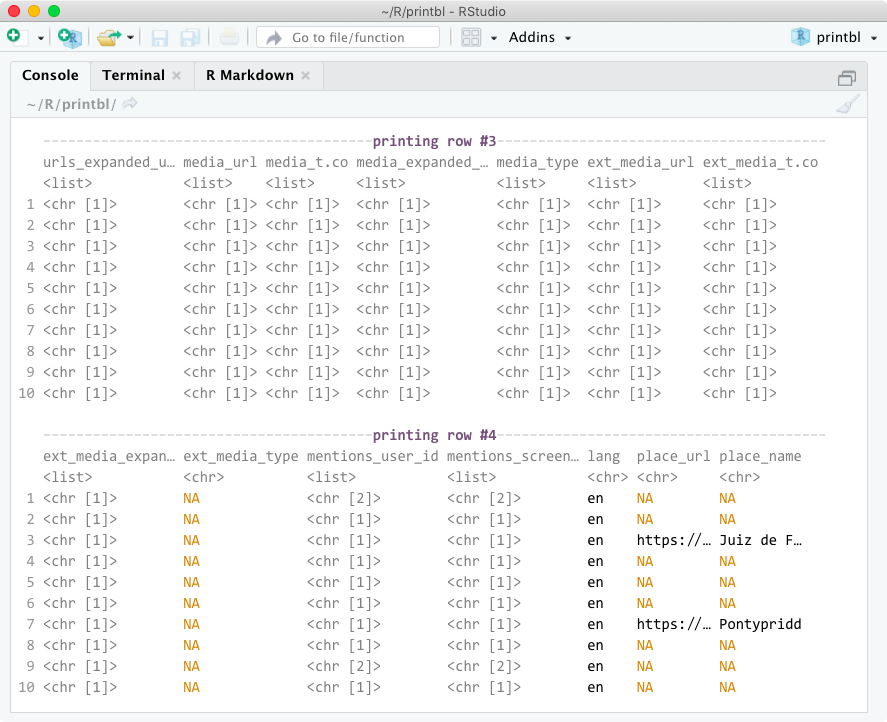 ~/R/printbl - RStudio
Go to file/function Addins printbl
Console Terminal R Markdown
~/R/printbl/
----------------------------------------printing row #3----------------------------------------
urls_expanded_u… media_url media_t.co media_expanded_… media_type ext_media_url ext_media_t.co
<list> <list> <list> <list> <list> <list> <list>
1 <chr [1]> <chr [1]> <chr [1]> <chr [1]> <chr [1]> <chr [1]> <chr [1]>
2 <chr [1]> <chr [1]> <chr [1]> <chr [1]> <chr [1]> <chr [1]> <chr [1]>
3 <chr [1]> <chr [1]> <chr [1]> <chr [1]> <chr [1]> <chr [1]> <chr [1]>
4 <chr [1]> <chr [1]> <chr [1]> <chr [1]> <chr [1]> <chr [1]> <chr [1]>
5 <chr [1]> <chr [1]> <chr [1]> <chr [1]> <chr [1]> <chr [1]> <chr [1]>
6 <chr [1]> <chr [1]> <chr [1]> <chr [1]> <chr [1]> <chr [1]> <chr [1]>
7 <chr [1]> <chr [1]> <chr [1]> <chr [1]> <chr [1]> <chr [1]> <chr [1]>
8 <chr [1]> <chr [1]> <chr [1]> <chr [1]> <chr [1]> <chr [1]> <chr [1]>
9 <chr [1]> <chr [1]> <chr [1]> <chr [1]> <chr [1]> <chr [1]> <chr [1]>
10 <chr [1]> <chr [1]> <chr [1]> <chr [1]> <chr [1]> <chr [1]> <chr [1]>
----------------------------------------printing row #4----------------------------------------
ext_media_expan… ext_media_type mentions_user_id mentions_screen… lang place_url place_name
<list> <chr> <list> <list> <chr> <chr> <chr>
1 <chr [1]> NA <chr [2]> <chr [2]> en NA NA
2 <chr [1]> NA <chr [1]> <chr [1]> en NA NA
3 <chr [1]> NA <chr [1]> <chr [1]> en https://… Juiz de F…
4 <chr [1]> NA <chr [1]> <chr [1]> en NA NA
5 <chr [1]> NA <chr [1]> <chr [1]> en NA NA
6 <chr [1]> NA <chr [1]> <chr [1]> en NA NA
7 <chr [1]> NA <chr [1]> <chr [1]> en https://… Pontypridd
8 <chr [1]> NA <chr [1]> <chr [1]> en NA NA
9 <chr [1]> NA <chr [2]> <chr [2]> en NA NA
10 <chr [1]> NA <chr [1]> <chr [1]> en NA NA